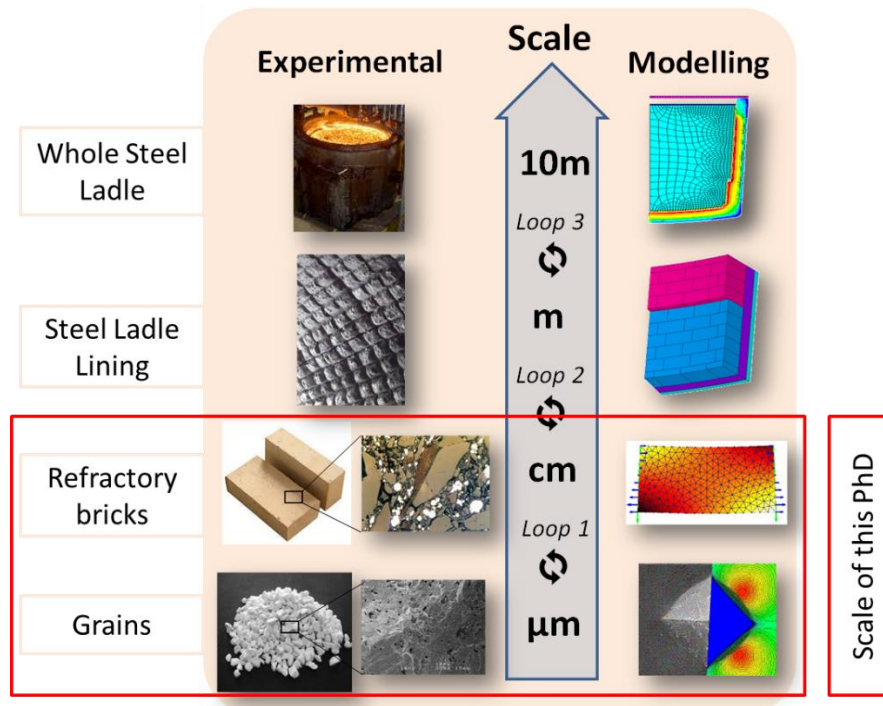 Scale
Experimental
Modelling
Whole Steel
Ladle
10m
Loop 3
Steel Ladle
Lining
m
Loop 2
Refractory
bricks
cm
Loop 1
Grains
μm
Scale of this PhD